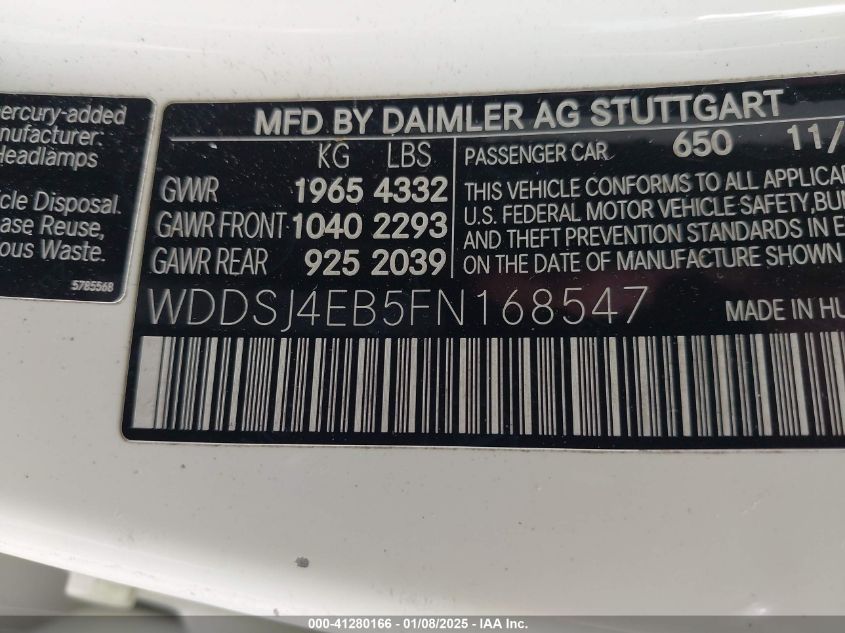 ercury-added
anufacturer:
Headlamps
cle Disposal.
ase Reuse,
ous Waste.
5785568
MFD BY DAIMLER AG STUTTGART
KG LBS
GVWR 1965 4332
GAWR FRONT 1040 2293
GAWR REAR 925 2039
PASSENGER CAR 650 11/
THIS VEHICLE CONFORMS TO ALL APPLICA
U.S. FEDERAL MOTOR VEHICLE SAFETY, BU
AND THEFT PREVENTION STANDARDS IN E
ON THE DATE OF MANUFACTURE SHOWN
WDDSJ4EB5FN168547
MADE IN HU
000-41280166 - 01/08/2025 - IAA Inc.